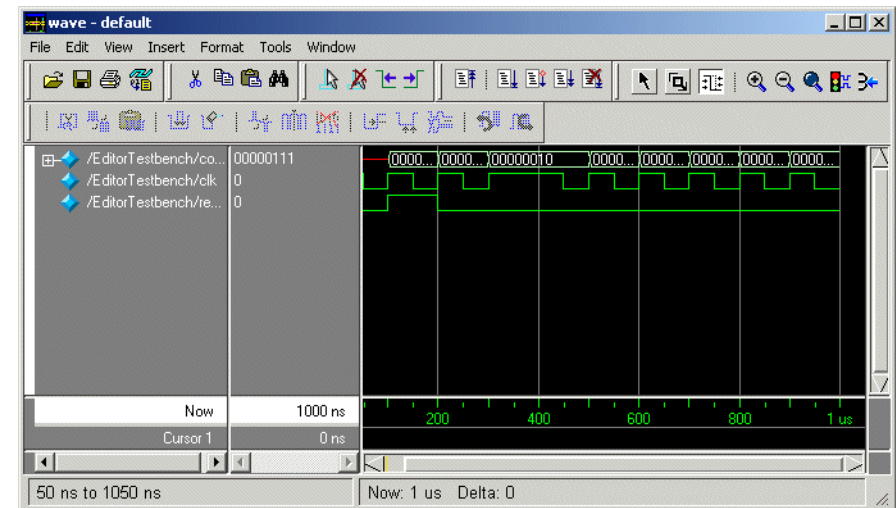 wave - default
File Edit View Insert Format Tools Window
/EditorTestbench/co... 00000111 (0000... )(0000... )(00000010 )(0000... )(0000... )(0000... )(0000... )(0000...
/EditorTestbench/clk 0
/EditorTestbench/re... 0
Now 1000 ns 200 400 600 800 1 us
Cursor 1 0 ns
50 ns to 1050 ns Now: 1 us Delta: 0